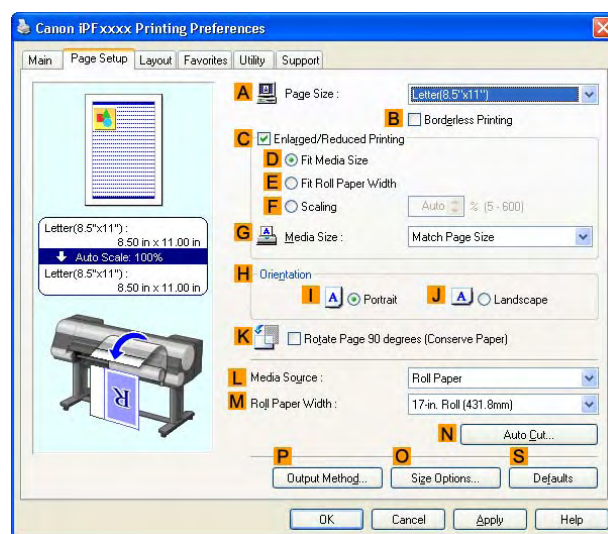 Canon iPFxxxx Printing Preferences
Main Page Setup Layout Favorites Utility Support
A Page Size : Letter(8.5"x11")
B Borderless Printing
C Enlarged/Reduced Printing
D Fit Media Size
E Fit Roll Paper Width
F Scaling Auto % (5 - 600)
G Media Size : Match Page Size
Letter(8.5"x11") :
8.50 in x 11.00 in
Auto Scale: 100%
Letter(8.5"x11") :
8.50 in x 11.00 in
H Orientation
I A Portrait J A Landscape
K Rotate Page 90 degrees (Conserve Paper)
R
L Media Source : Roll Paper
M Roll Paper Width : 17-in. Roll (431.8mm)
N Auto Cut...
P O S
Output Method... Size Options... Defaults
OK Cancel Apply Help